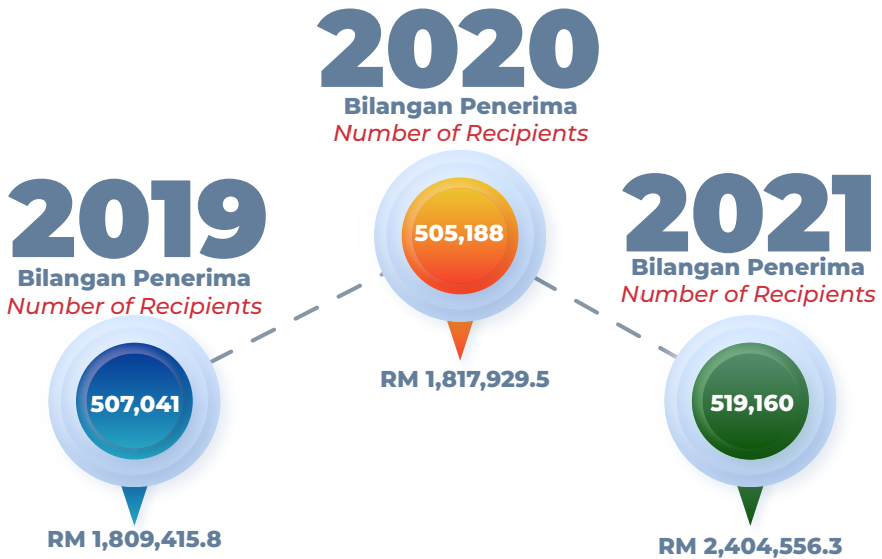 2019
Bilangan Penerima
Number of Recipients
507,041
RM 1,809,415.8
2020
Bilangan Penerima
Number of Recipients
505,188
RM 1,817,929.5
2021
Bilangan Penerima
Number of Recipients
519,160
RM 2,404,556.3